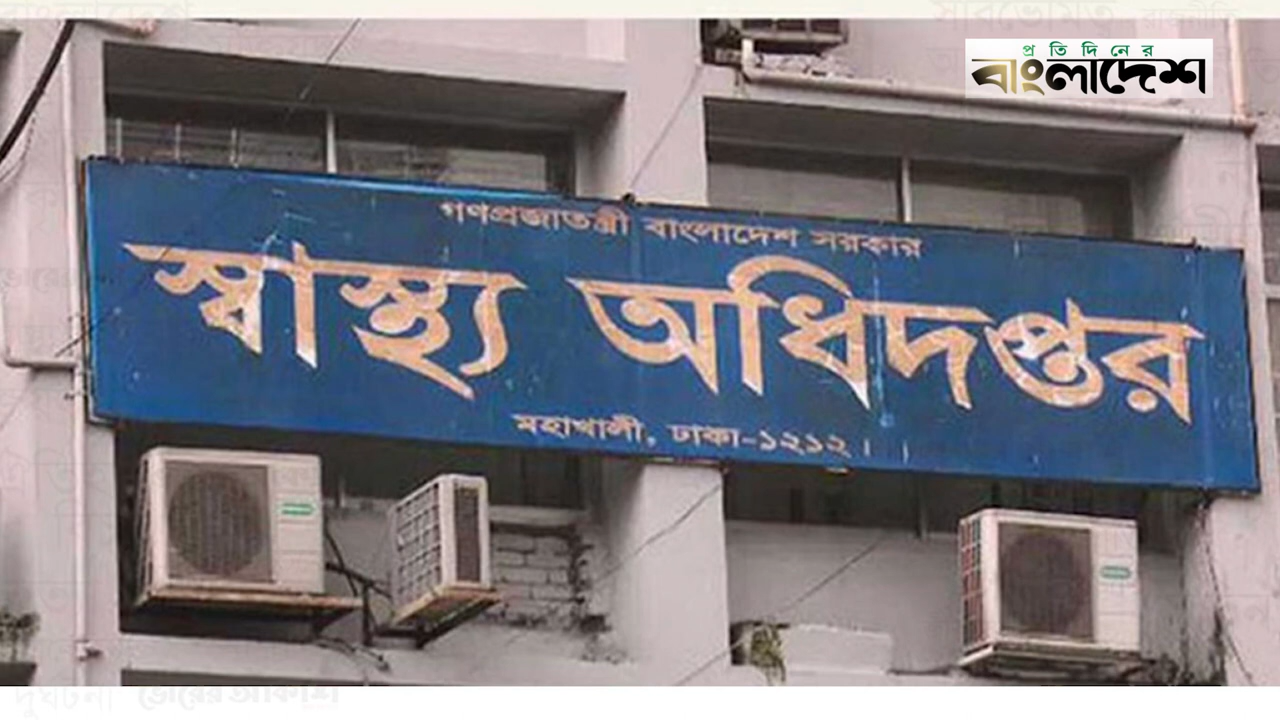 প্রতিদিনের
বাংলাদেশ
গণপ্রজাতন্ত্রী বাংলাদেশ সরকার
স্বাস্থ্য অধিদপ্তর
মহাখালী, ঢাকা-১২১২।